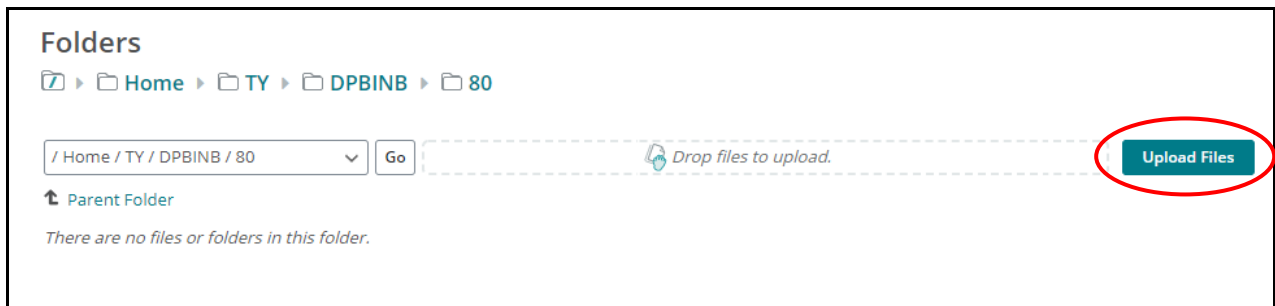 Folders
Home TY DPBINB 80
/ Home / TY / DPBINB / 80 Go Drop files to upload. Upload Files
Parent Folder
There are no files or folders in this folder.